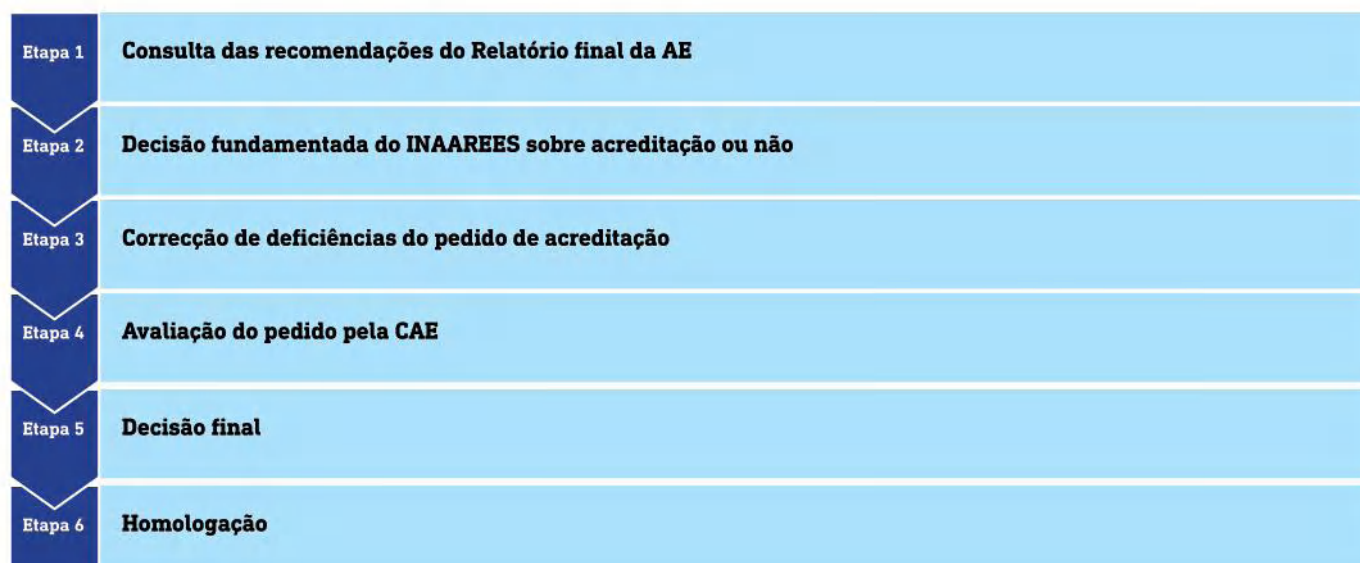 Etapa 1
Consulta das recomendações do Relatório final da AE
Etapa 2
Decisão fundamentada do INAAREES sobre acreditação ou não
Etapa 3
Correcção de deficiências do pedido de acreditação
Etapa 4
Avaliação do pedido pela CAE
Etapa 5
Decisão final
Etapa 6
Homologação